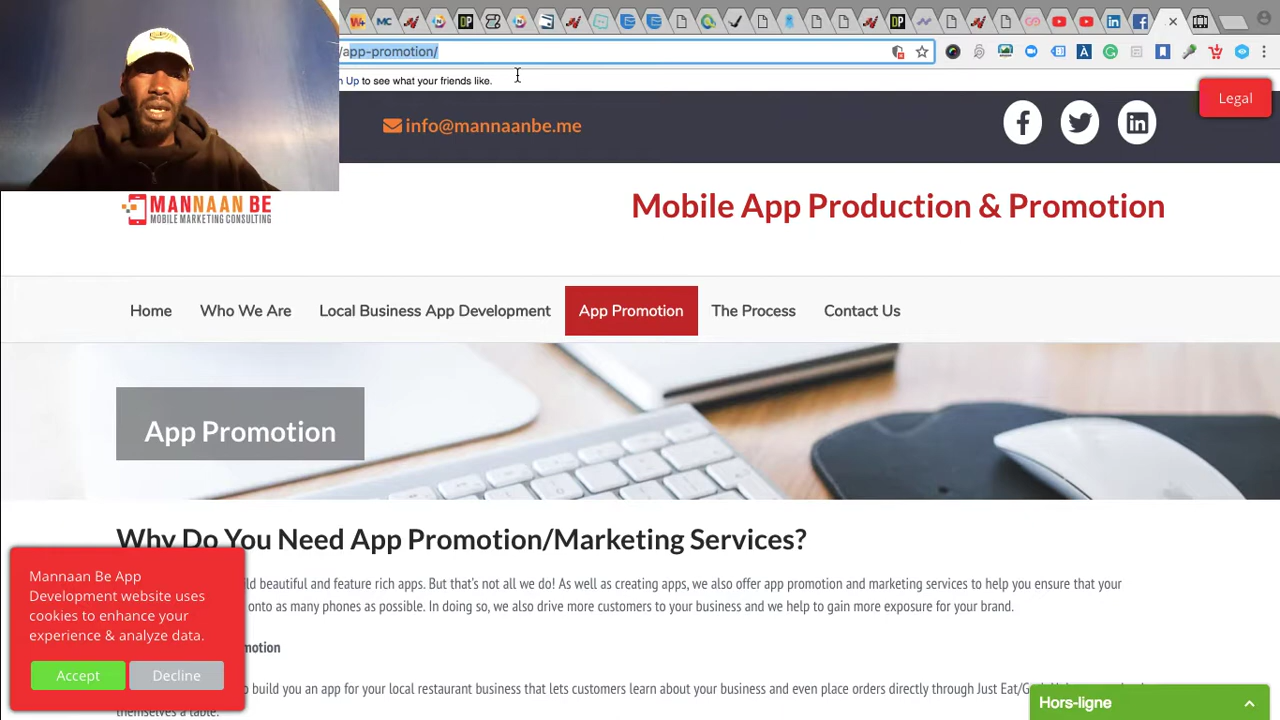 /app-promotion/
Up to see what your friends like.
Legal
info@mannaanbe.me
MANNAAN BE
MOBILE MARKETING CONSULTING
Mobile App Production & Promotion
Home Who We Are Local Business App Development App Promotion The Process Contact Us
App Promotion
Why Do You Need App Promotion/Marketing Services?
beautiful and feature rich apps. But that's not all we do! As well as creating apps, we also offer app promotion and marketing services to help you ensure that your
onto as many phones as possible. In doing so, we also drive more customers to your business and we help to gain more exposure for your brand.
to build you an app for your local restaurant business that lets customers learn about your business and even place orders directly through Just Eat/
themselves a table.
Mannaan Be App
Development website uses
cookies to enhance your
experience & analyze data.
Accept Decline
Hors-ligne